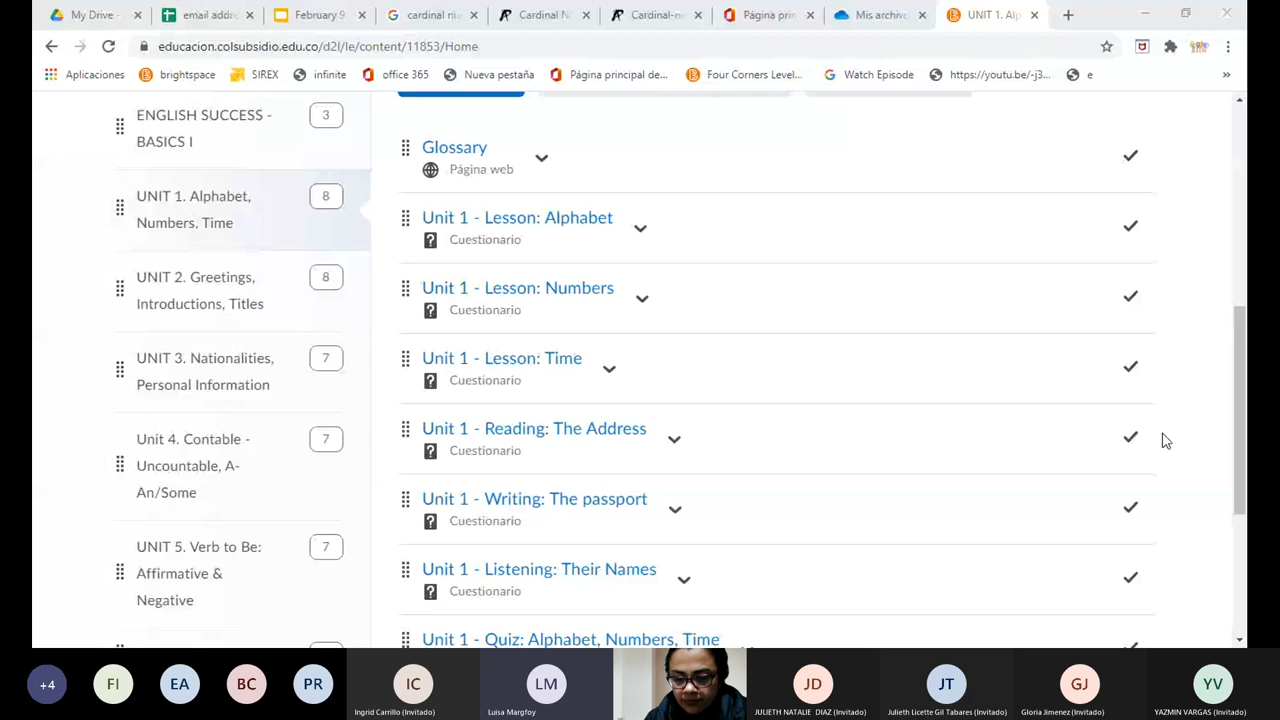 My Drive -
email addr
February 9
cardinal nu
Cardinal N
Cardinal-n
Página prin
Mis archivo
UNIT 1. Alp
educacion.colsubsidio.edu.co/d2l/le/content/11853/Home
Aplicaciones
brightspace
SIREX
infinite
office 365
Nueva pestaña
Página principal de...
Four Corners Level...
Watch Episode
https://youtu.be/-j3...
e
»
ENGLISH SUCCESS -
BASICS I
3
UNIT 1. Alphabet,
Numbers, Time
8
UNIT 2. Greetings,
Introductions, Titles
8
UNIT 3. Nationalities,
Personal Information
7
Unit 4. Contable -
Uncountable, A-
An/Some
7
UNIT 5. Verb to Be:
Affirmative &
Negative
7
Glossary
Página web
Unit 1 - Lesson: Alphabet
Cuestionario
Unit 1 - Lesson: Numbers
Cuestionario
Unit 1 - Lesson: Time
Cuestionario
Unit 1 - Reading: The Address
Cuestionario
Unit 1 - Writing: The passport
Cuestionario
Unit 1 - Listening: Their Names
Cuestionario
Unit 1 - Quiz: Alphabet, Numbers, Time
+4
FI
EA
BC
PR
IC
Ingrid Carrillo (Invitado)
LM
Luisa Margfoy
JD
JULIETH NATALIE DIAZ (Invitado)
JT
Julieth Licette Gil Tabares (Invitado)
GJ
Gloria Jimenez (Invitado)
YV
YAZMIN VARGAS (Invitado)